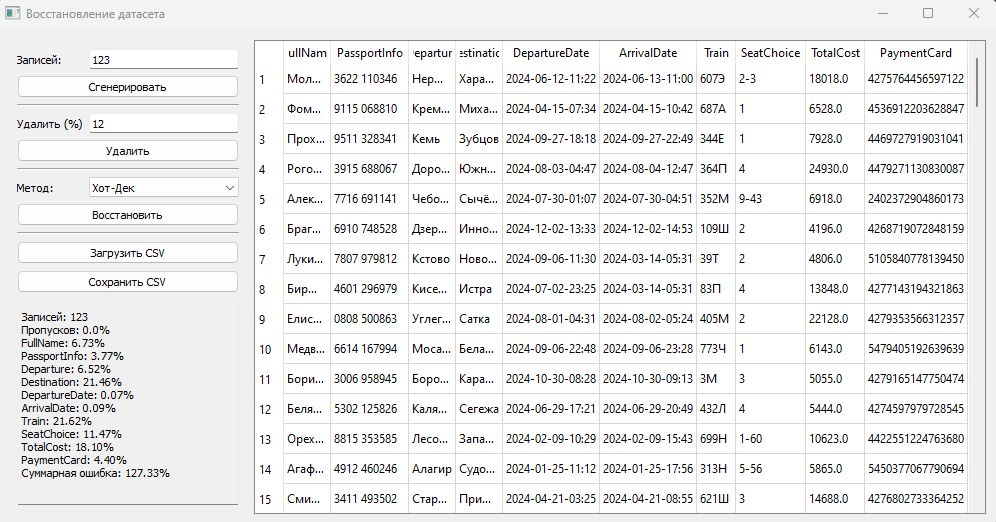 Восстановление датасета
Записей: 123
Сгенерировать
Удалить (%) 12
Удалить
Метод: Хот-Дек
Восстановить
Загрузить CSV
Сохранить CSV
Записей: 123
Пропусков: 0.0%
FullName: 6.73%
PassportInfo: 3.77%
Departure: 6.52%
Destination: 21.46%
DepartureDate: 0.07%
ArrivalDate: 0.09%
Train: 21.62%
SeatChoice: 11.47%
TotalCost: 18.10%
PaymentCard: 4.40%
Суммарная ошибка: 127.33%
ullNam PassportInfo epartur estinatic DepartureDate ArrivalDate Train SeatChoice TotalCost PaymentCard
1 Мол... 3622 110346 Нер... Хара... 2024-06-12-11:22 2024-06-13-11:00 607Э 2-3 18018.0 4275764456597122
2 Фом... 9115 068810 Крем... Миха... 2024-04-15-07:34 2024-04-15-10:42 687А 1 6528.0 4536912203628847
3 Прох... 9511 328341 Кемь Зубцов 2024-09-27-18:18 2024-09-27-22:49 344Е 1 7928.0 4469727919031041
4 Рого... 3915 688067 Доро... Южн... 2024-08-03-04:47 2024-08-04-12:47 364П 4 24930.0 4479271130830087
5 Алек... 7716 691141 Чебо... Сычё... 2024-07-30-01:07 2024-07-30-04:51 352М 9-43 6918.0 2402372904860173
6 Браг... 6910 748528 Дзер... Инно... 2024-12-02-13:33 2024-12-02-14:53 109Ш 2 4196.0 4268719072848159
7 Луки... 7807 979812 Кстово Ново... 2024-09-06-11:30 2024-03-14-05:31 39Т 2 4806.0 5105840778139450
8 Бир... 4601 296979 Кисе... Истра 2024-07-02-23:25 2024-03-14-05:31 83П 4 13848.0 4277143194321863
9 Елис... 0808 500863 Углег... Сатка 2024-08-01-04:31 2024-08-02-05:24 405М 2 22128.0 4279353566312357
10 Медв... 6614 167994 Моса... Бела... 2024-09-06-22:48 2024-09-06-23:28 773Ч 1 6143.0 5479405192639639
11 Бори... 3006 958945 Боро... Кара... 2024-10-30-08:28 2024-10-30-09:13 3М 3 5055.0 4279165147750474
12 Беля... 5302 125826 Каля... Сегежа 2024-06-29-17:21 2024-06-29-20:49 432Л 4 5444.0 4274597979728545
13 Орех... 8815 353585 Лесо... Запа... 2024-02-09-10:29 2024-02-09-15:43 699Н 1-60 10623.0 4422551224763680
14 Агаф... 4912 460246 Алагир Судо... 2024-01-25-11:12 2024-01-25-17:56 313Н 5-56 5865.0 5450377067790694
15 Сми... 3411 493502 Стар... При... 2024-04-21-03:25 2024-04-21-08:55 621Ш 3 14688.0 4276802733364252